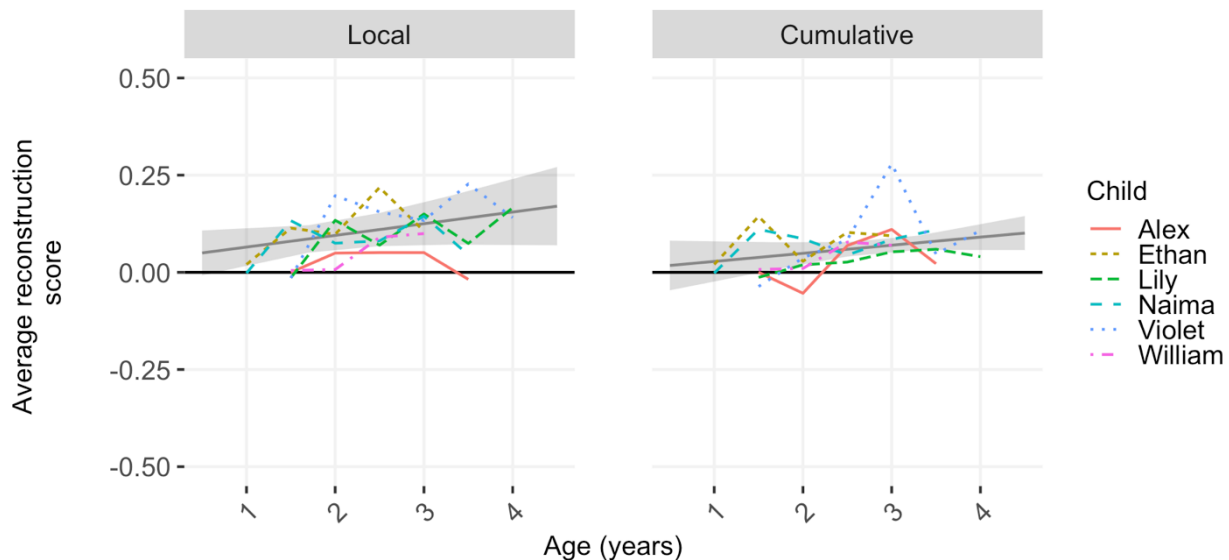 Local
Cumulative
0.50
0.25
0.00
-0.25
-0.50
Average reconstruction
score
1
2
3
4
1
2
3
4
Age (years)
Child
Alex
Ethan
Lily
Naima
Violet
William